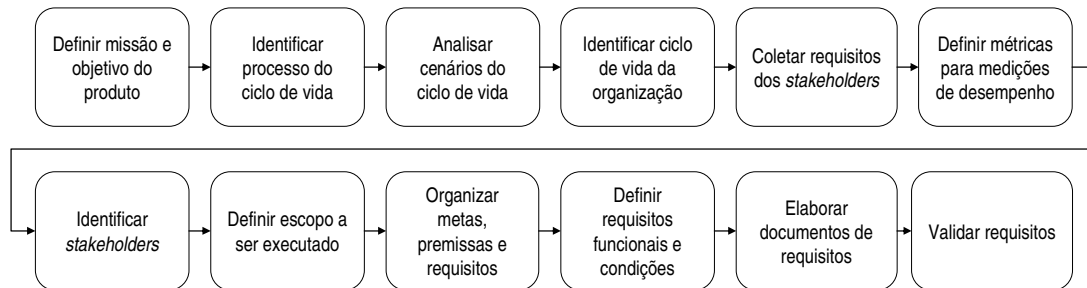 Definir missão e
objetivo do
produto
Identificar
processo do
ciclo de vida
Analisar
cenários do
ciclo de vida
Identificar ciclo
de vida da
organização
Coletar requisitos
dos stakeholders
Definir métricas
para medições
de desempenho
Identificar
stakeholders
Definir escopo a
ser executado
Organizar
metas,
premissas e
requisitos
Definir
requisitos
funcionais e
condições
Elaborar
documentos de
requisitos
Validar requisitos